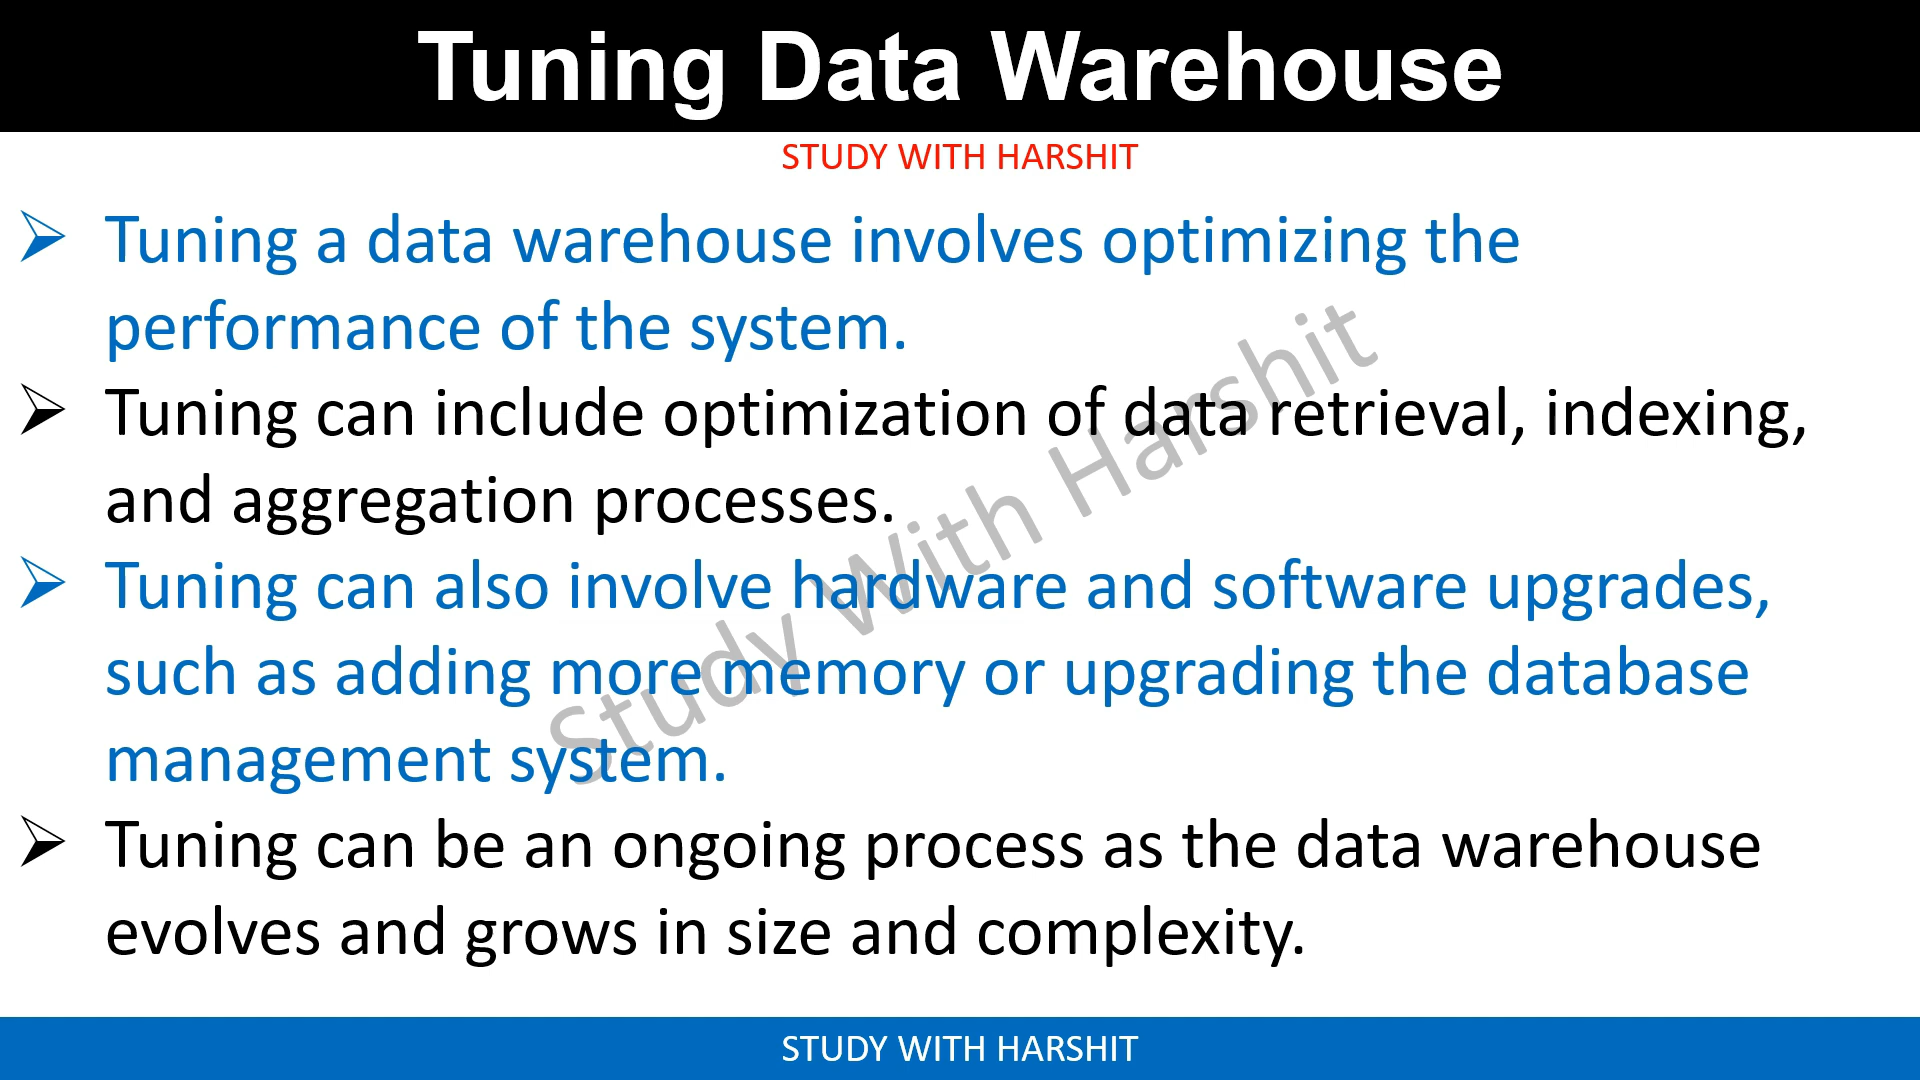 Tuning Data Warehouse
STUDY WITH HARSHIT
➢ Tuning a data warehouse involves optimizing the
performance of the system.
➢ Tuning can include optimization of data retrieval, indexing,
and aggregation processes.
➢ Tuning can also involve hardware and software upgrades,
such as adding more memory or upgrading the database
management system.
➢ Tuning can be an ongoing process as the data warehouse
evolves and grows in size and complexity.
Study With Harshit
STUDY WITH HARSHIT